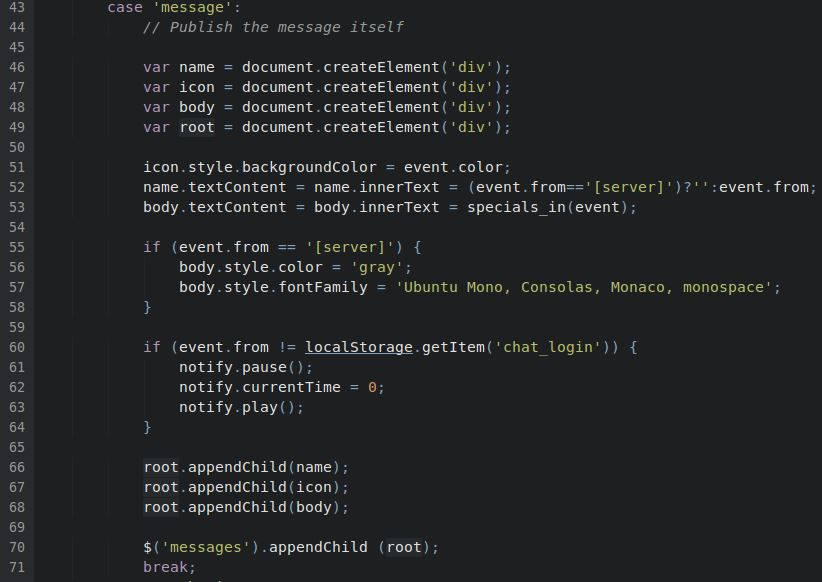 43 case 'message':
44 // Publish the message itself
45
46 var name = document.createElement('div');
47 var icon = document.createElement('div');
48 var body = document.createElement('div');
49 var root = document.createElement('div');
50
51 icon.style.backgroundColor = event.color;
52 name.textContent = name.innerText = (event.from=='[server]')?'':event.from;
53 body.textContent = body.innerText = specials_in(event);
54
55 if (event.from == '[server]') {
56 body.style.color = 'gray';
57 body.style.fontFamily = 'Ubuntu Mono, Consolas, Monaco, monospace';
58 }
59
60 if (event.from != localStorage.getItem('chat_login')) {
61 notify.pause();
62 notify.currentTime = 0;
63 notify.play();
64 }
65
66 root.appendChild(name);
67 root.appendChild(icon);
68 root.appendChild(body);
69
70 $('messages').appendChild (root);
71 break;